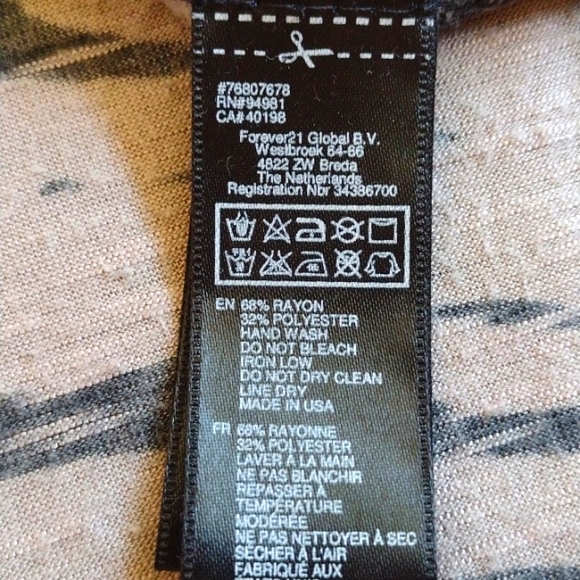 #76807678
RN#94981
CA#40198
Forever21 Global B.V.
Westbroek 64-66
4822 ZW Breda
The Netherlands
Registration Nbr 34386700
EN 68% RAYON
32% POLYESTER
HAND WASH
DO NOT BLEACH
IRON LOW
DO NOT DRY CLEAN
LINE DRY
MADE IN USA
FR 68% RAYONNE
32% POLYESTER
LAVER À LA MAIN
NE PAS BLANCHIR
REPASSER À
TEMPÉRATURE
MODÉRÉE
NE PAS NETTOYER À SEC
SÉCHER À L'AIR
FABRIQUÉ AUX